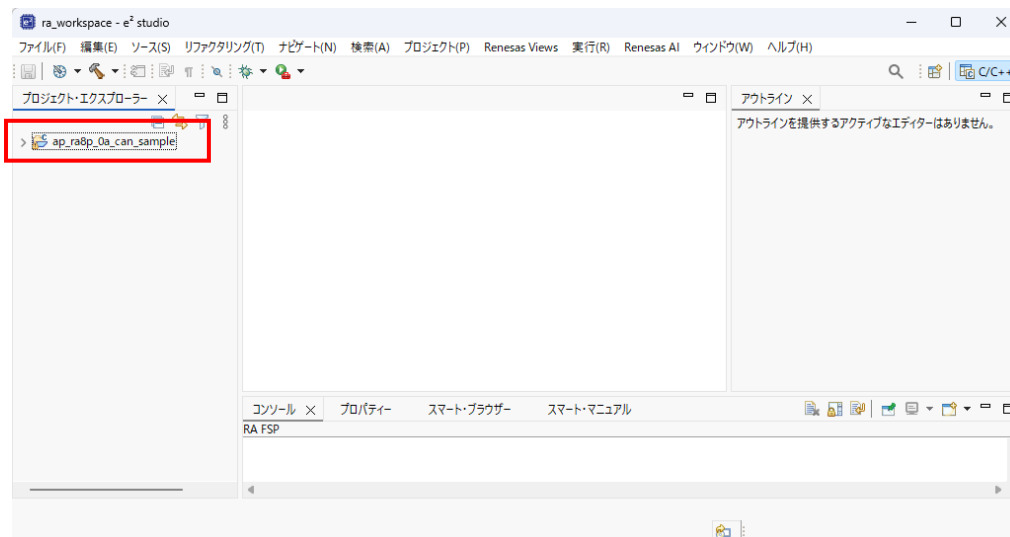 ra_workspace - e² studio
ファイル(F) 編集(E) ソース(S) リファクタリング(T) ナビゲート(N) 検索(A) プロジェクト(P) Renesas Views 実行(R) Renesas AI ウィンドウ(W) ヘルプ(H)
C/C++
プロジェクト・エクスプローラー
アウトライン
アウトラインを提供するアクティブなエディターはありません。
ap_ra8p_0a_can_sample
コンソール プロパティー スマート・ブラウザー スマート・マニュアル
RA FSP